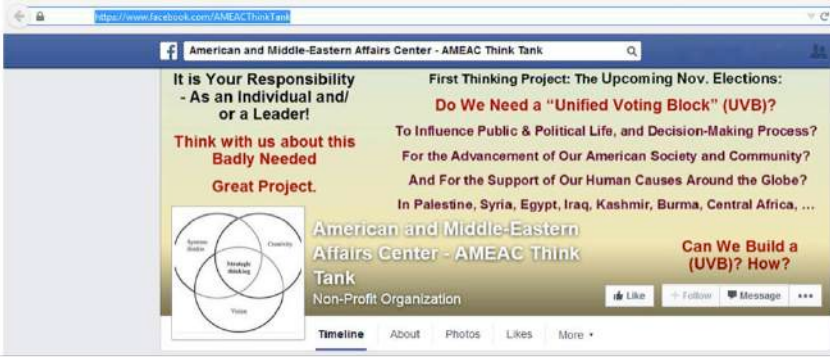 https://www.facebook.com/AMEACThinkTank
American and Middle-Eastern Affairs Center - AMEAC Think Tank
It is Your Responsibility
- As an Individual and/
or a Leader!
Think with us about this
Badly Needed
Great Project.
First Thinking Project: The Upcoming Nov. Elections:
Do We Need a “Unified Voting Block” (UVB)?
To Influence Public & Political Life, and Decision-Making Process?
For the Advancement of Our American Society and Community?
And For the Support of Our Human Causes Around the Globe?
In Palestine, Syria, Egypt, Iraq, Kashmir, Burma, Central Africa, ...
Can We Build a
(UVB)? How?
Systems
thinkin
Creativity
Strategic
thinking
Vision
American and Middle-Eastern
Affairs Center - AMEAC Think
Tank
Non-Profit Organization
Like
+ Follow
Message
Timeline
About
Photos
Likes
More